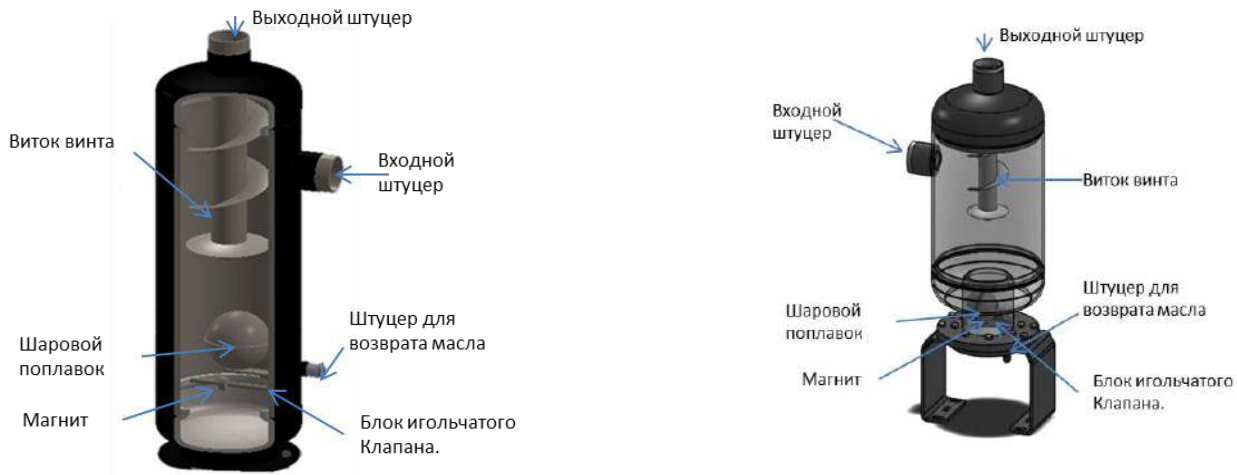 Выходной штуцер
Виток винта
Входной
штуцер
Шаровой
поплавок
Магнит
Штуцер для
возврата масла
Блок игольчатого
Клапана.
Выходной штуцер
Входной
штуцер
Виток винта
Шаровой
поплавок
Магнит
Штуцер для
возврата масла
Блок игольчатого
Клапана.